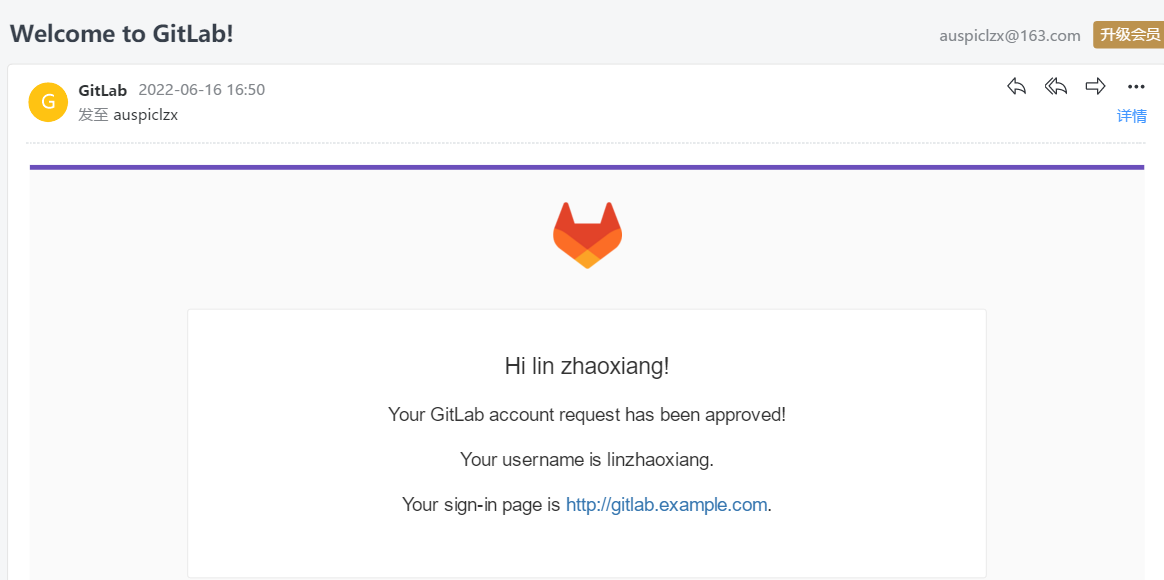 Welcome to GitLab!
auspiclzx@163.com 升级会员
G
GitLab 2022-06-16 16:50
发至 auspiclzx
详情
Hi lin zhaoxiang!
Your GitLab account request has been approved!
Your username is linzhaoxiang.
Your sign-in page is http://gitlab.example.com.